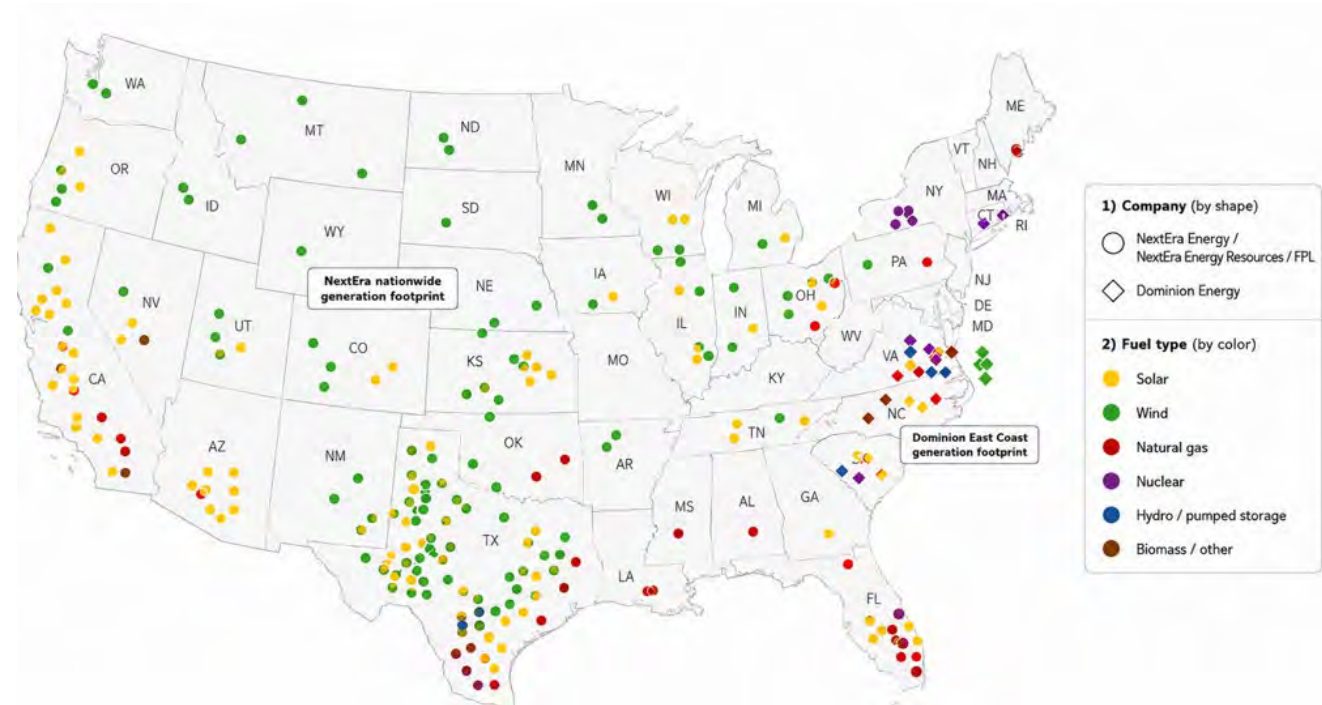 WA
MT
ND
MN
ME
VT
NH
OR
ID
SD
WI
MI
NY
MA
CT
RI
WY
NextEra nationwide
generation footprint
IA
NE
PA
NJ
DE
MD
NV
UT
CO
IL
IN
OH
WV
VA
CA
KS
MO
KY
AZ
NM
OK
AR
TN
NC
Dominion East Coast
generation footprint
TX
MS
AL
GA
LA
FL
1) Company (by shape)
NextEra Energy /
NextEra Energy Resources / FPL
Dominion Energy
2) Fuel type (by color)
Solar
Wind
Natural gas
Nuclear
Hydro / pumped storage
Biomass / other